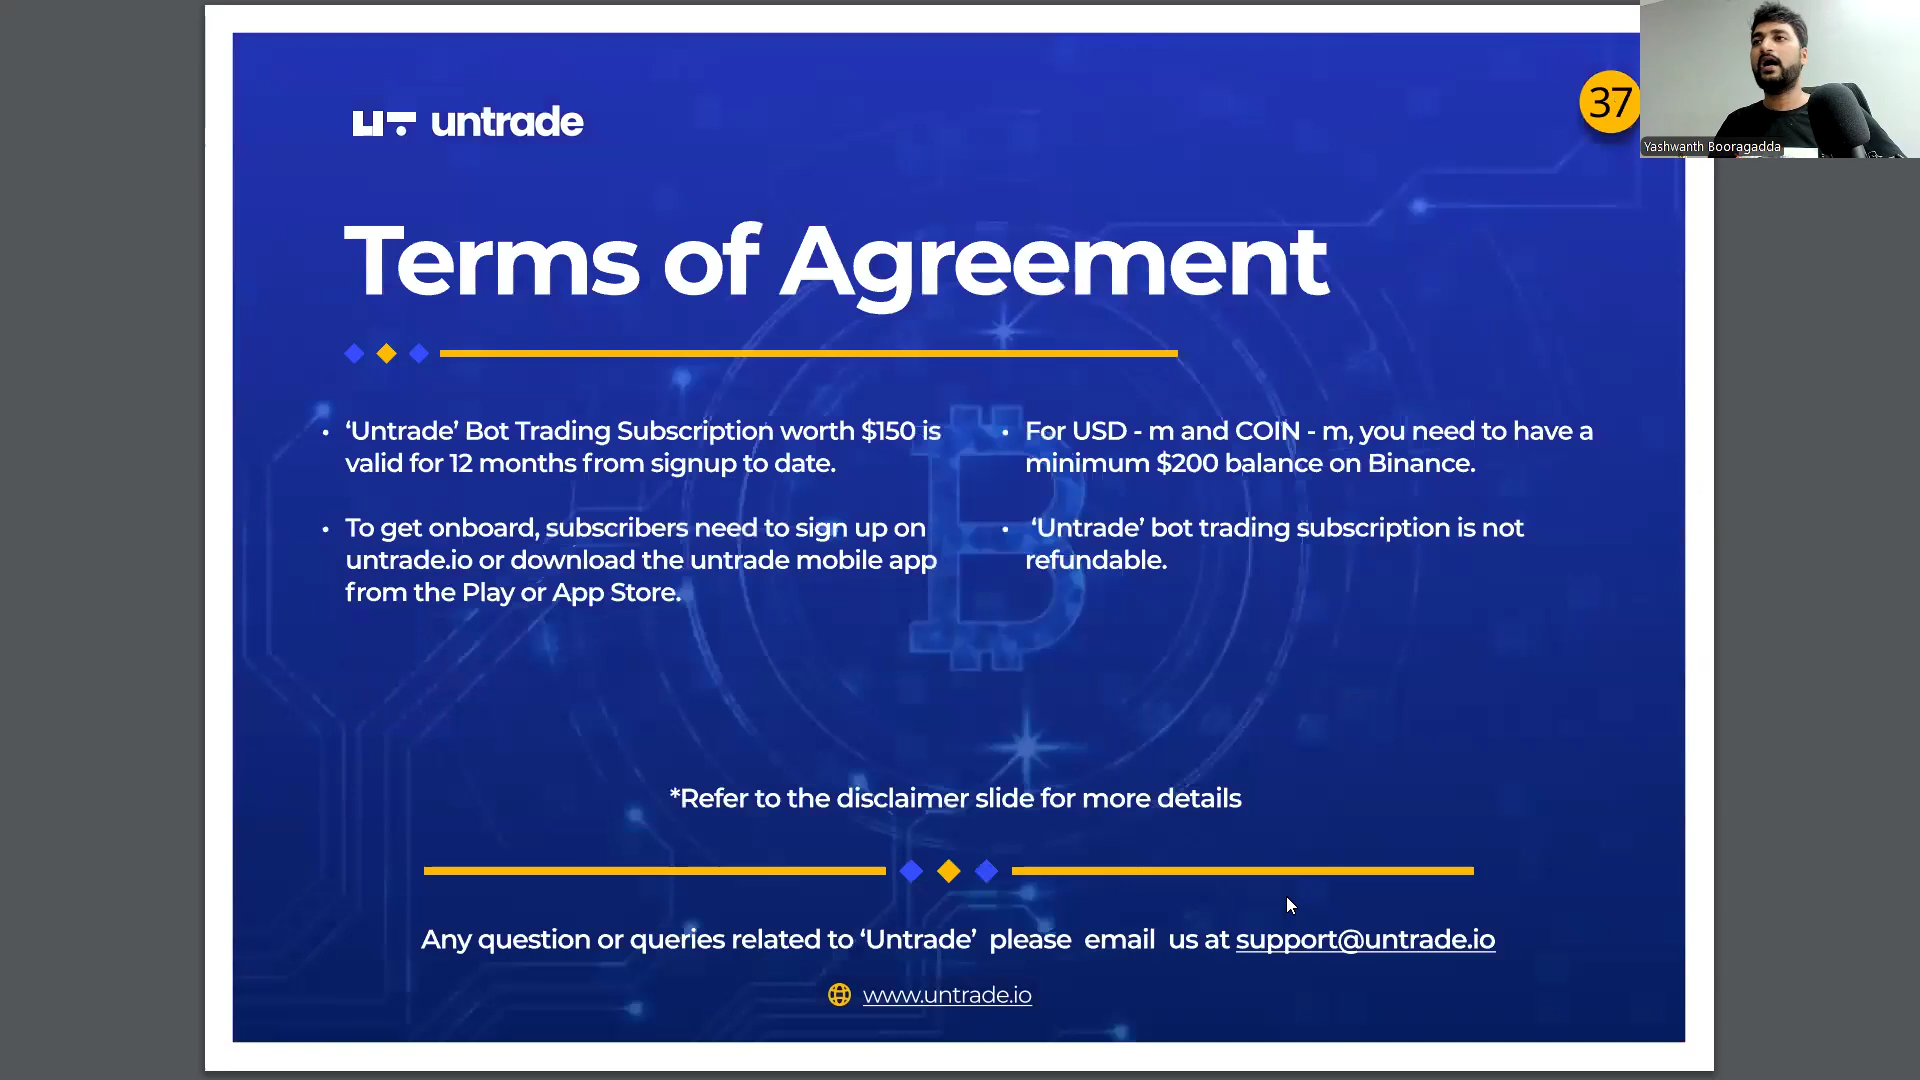 untrade
37
Yashwanth Booragadda
Terms of Agreement
• ‘Untrade’ Bot Trading Subscription worth $150 is
valid for 12 months from signup to date.
• To get onboard, subscribers need to sign up on
untrade.io or download the untrade mobile app
from the Play or App Store.
• For USD - m and COIN - m, you need to have a
minimum $200 balance on Binance.
• ‘Untrade’ bot trading subscription is not
refundable.
*Refer to the disclaimer slide for more details
Any question or queries related to ‘Untrade’ please email us at support@untrade.io
www.untrade.io